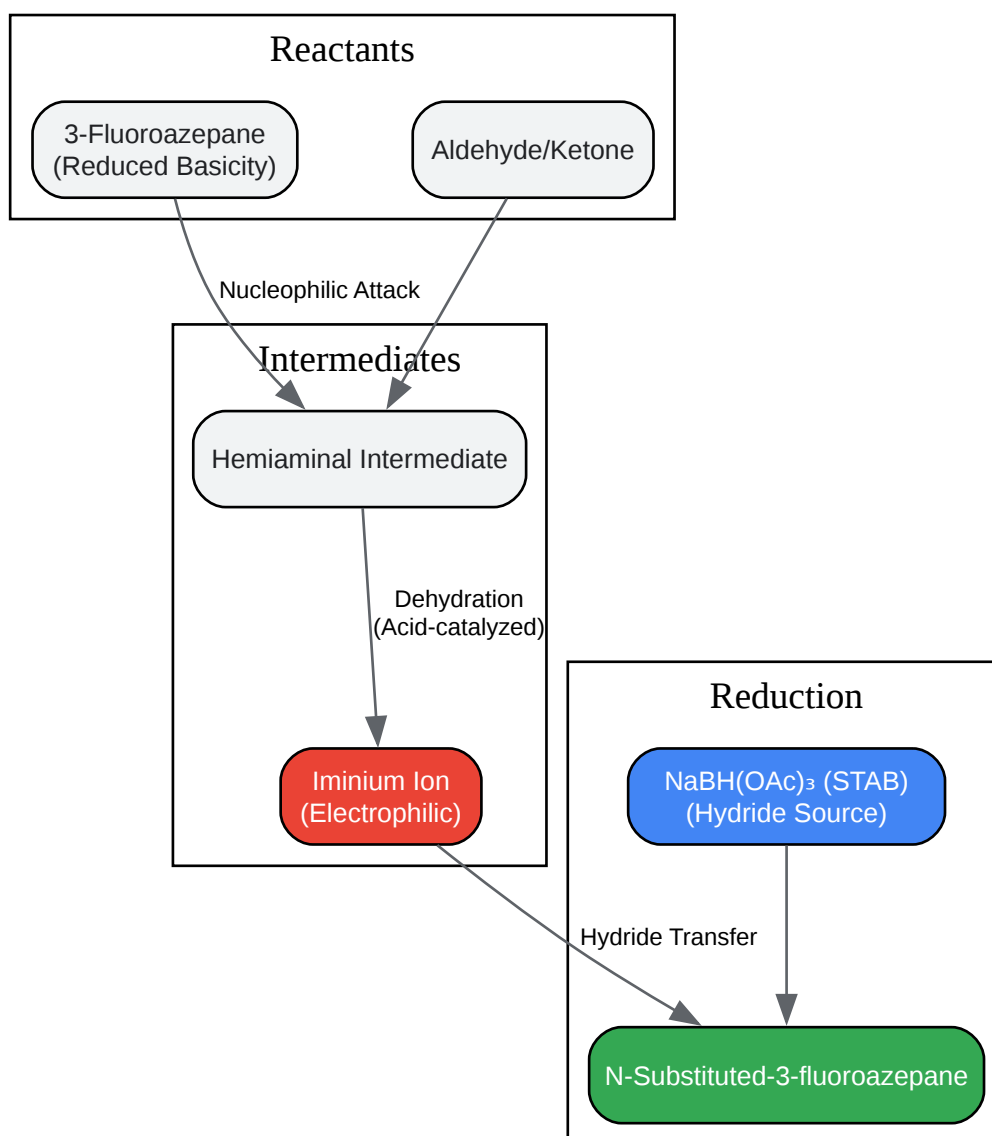 Reactants
3-Fluoroazepane
(Reduced Basicity)
Aldehyde/Ketone
Nucleophilic Attack
Intermediates
Hemiaminal Intermediate
Dehydration
(Acid-catalyzed)
Reduction
Iminium Ion
(Electrophilic)
NaBH(OAc)₃ (STAB)
(Hydride Source)
Hydride Transfer
N-Substituted-3-fluoroazepane